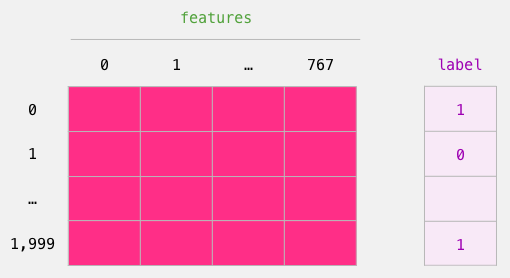 features
0 1 … 767 label
0 1
1 0
…
1,999 1